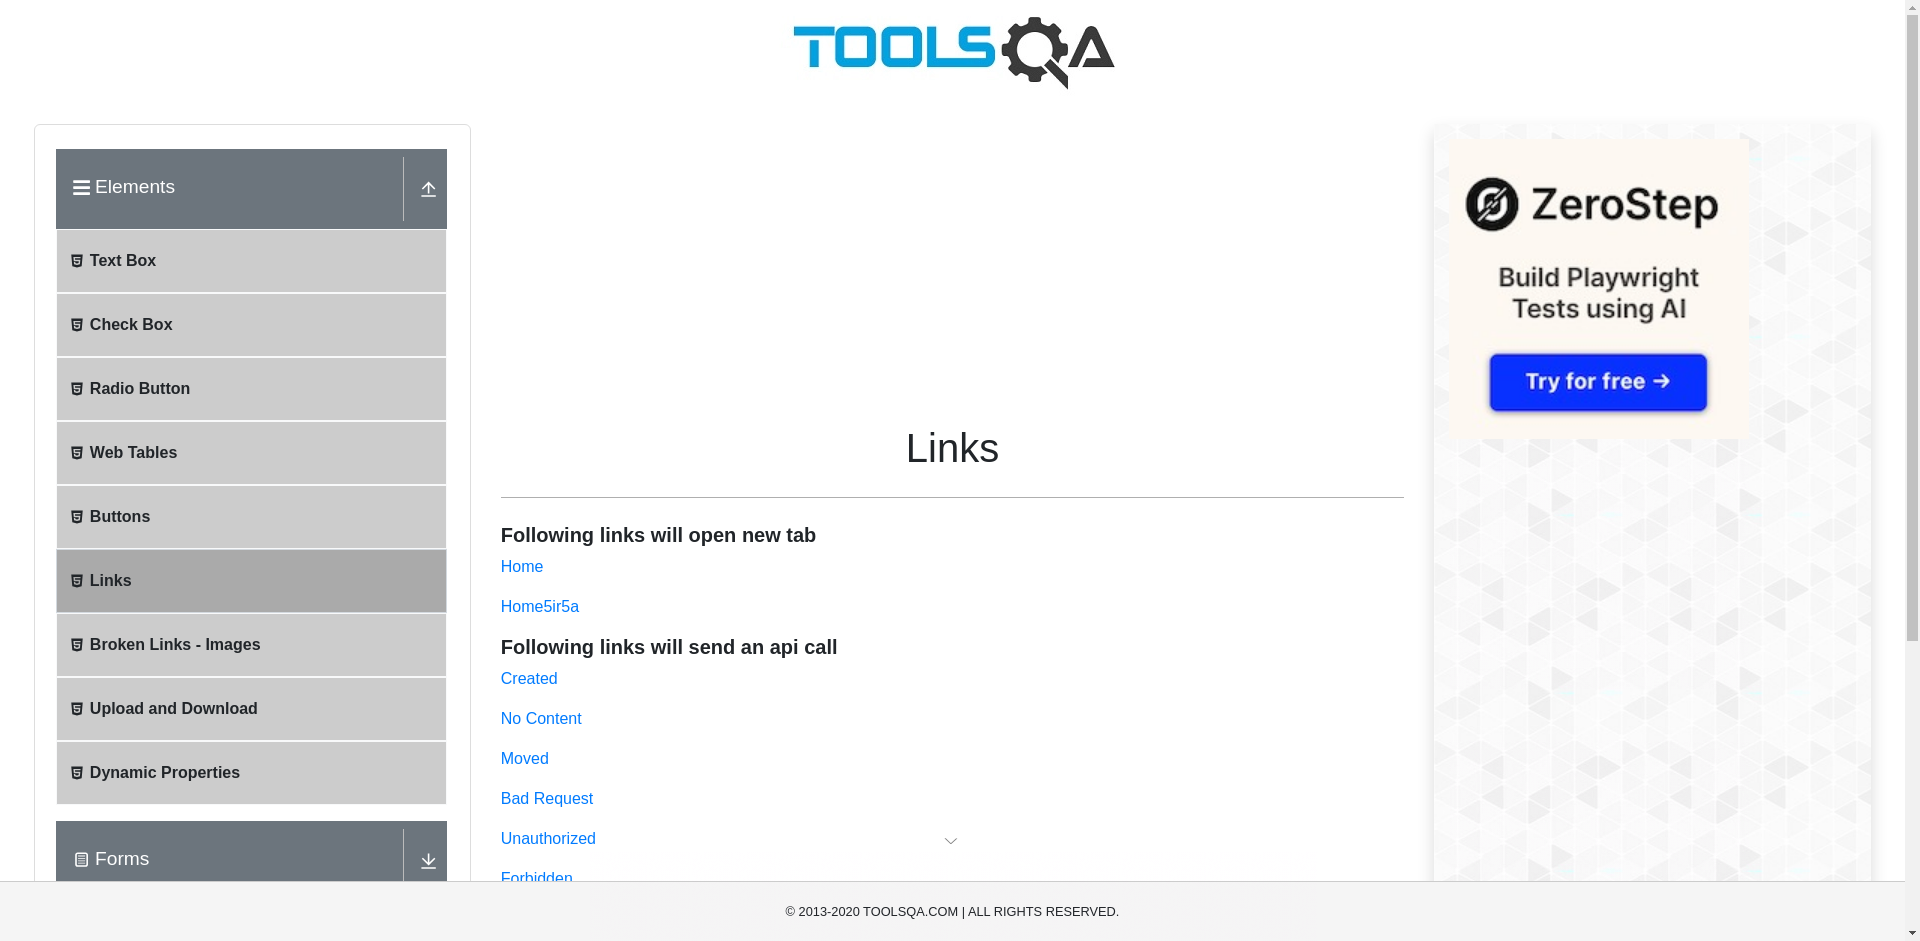 TOOLSQA
Elements
Text Box
Check Box
Radio Button
Web Tables
Buttons
Links
Broken Links - Images
Upload and Download
Dynamic Properties
Forms
Links
Following links will open new tab
Home
Home5ir5a
Following links will send an api call
Created
No Content
Moved
Bad Request
Unauthorized
Forbidden
ZeroStep
Build Playwright
Tests using AI
Try for free →
© 2013-2020 TOOLSQA.COM | ALL RIGHTS RESERVED.